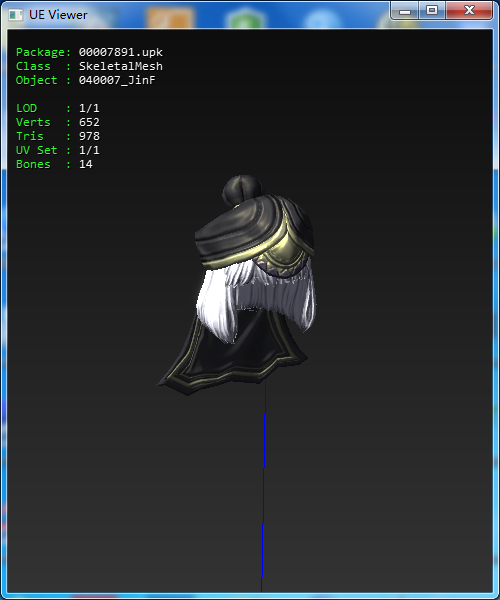 UE Viewer
Package: 00007891.upk
Class : SkeletalMesh
Object : 040007_JinF
LOD : 1/1
Verts : 652
Tris : 978
UV Set : 1/1
Bones : 14